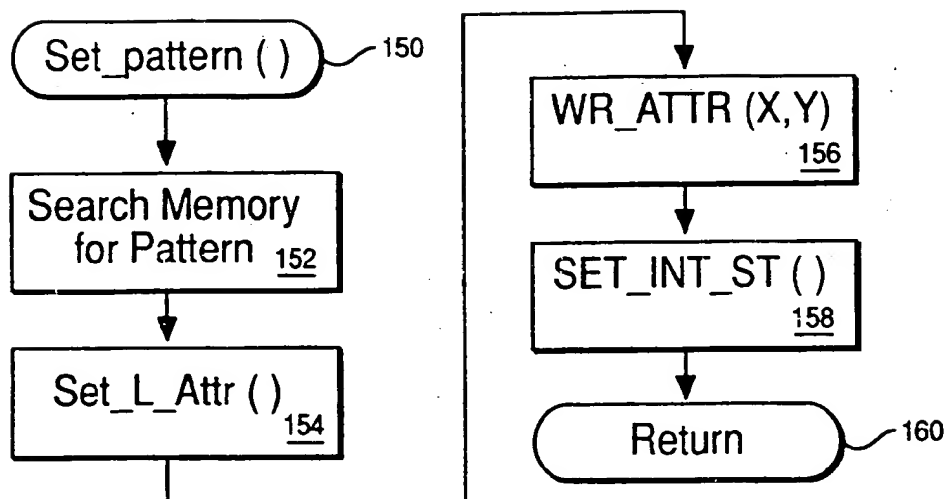 Set_pattern ( )
150
Search Memory
for Pattern
152
Set_L_Attr ( )
154
WR_ATTR (X,Y)
156
SET_INT_ST ( )
158
Return
160